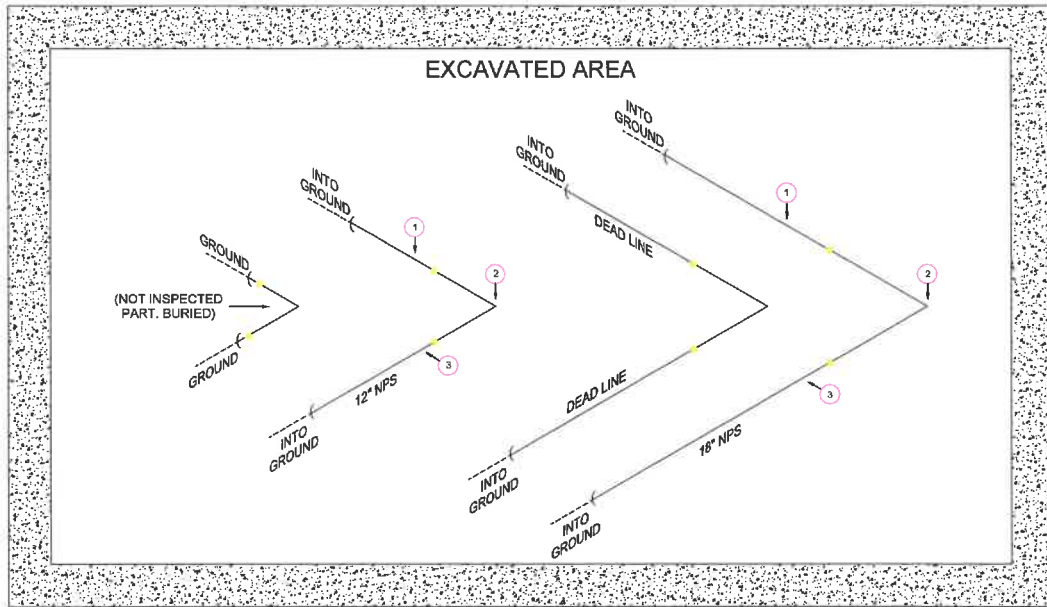 EXCAVATED AREA
INTO
GROUND
INTO
GROUND
INTO
GROUND
GROUND
1
1
DEAD LINE
2
2
(NOT INSPECTED
PART. BURIED)
GROUND
3
3
12" NPS
DEAD LINE
18" NPS
INTO
GROUND
INTO
GROUND
INTO
GROUND